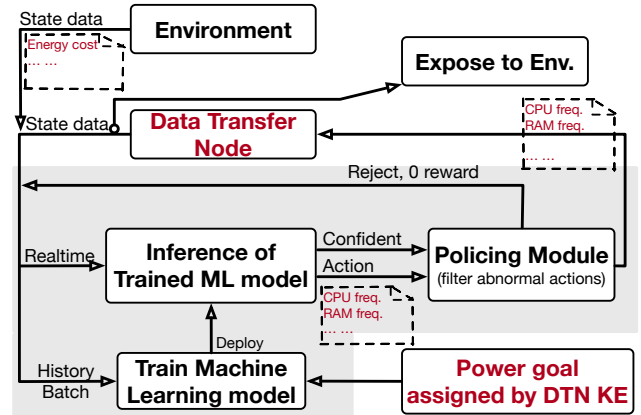 State data
Environment
Energy cost
... ...
Expose to Env.
State data
Data Transfer
Node
CPU freq.
RAM freq.
... ...
Reject, 0 reward
Realtime
Inference of
Trained ML model
Confident
Action
Policing Module
(filter abnormal actions)
CPU freq.
RAM freq.
... ...
Deploy
History
Batch
Train Machine
Learning model
Power goal
assigned by DTN KE